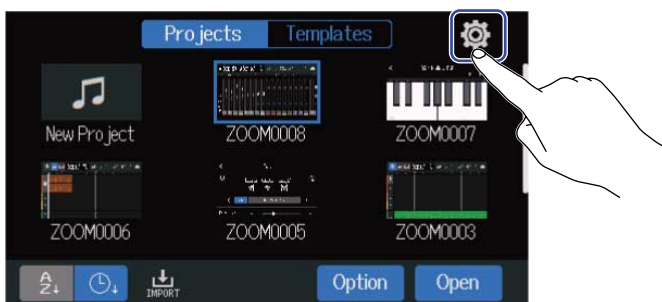 Projects Templates
New Project ZOOM0008 ZOOM0007
ZOOM0006 ZOOM0005 ZOOM0003
A Z↓ IMPORT Option Open